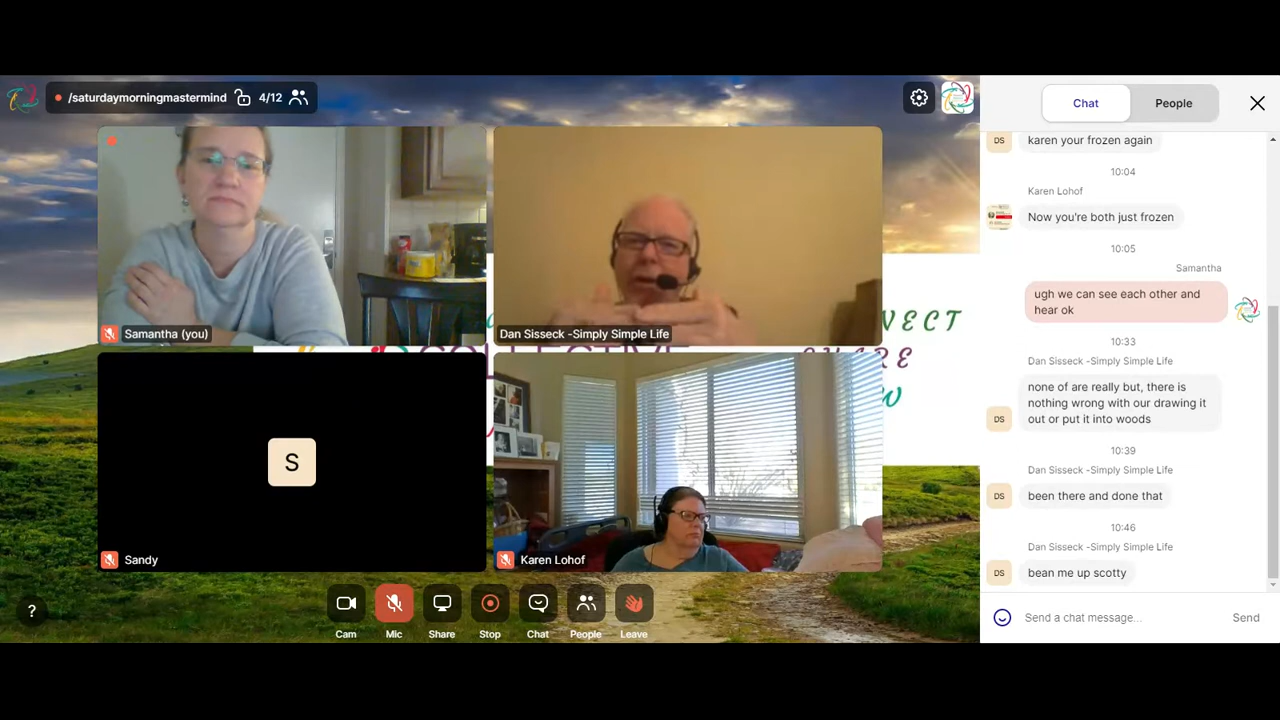 /saturdaymorningmastermind
4/12
Chat
People
DS
karen your frozen again
10:04
Karen Lohof
Now you're both just frozen
10:05
Samantha
ugh we can see each other and
hear ok
10:33
Dan Sisseck -Simply Simple Life
none of are really but, there is
nothing wrong with our drawing it
out or put it into woods
DS
10:39
Dan Sisseck -Simply Simple Life
DS
been there and done that
10:46
Dan Sisseck -Simply Simple Life
DS
bean me up scotty
Send a chat message...
Send
Samantha (you)
Dan Sisseck -Simply Simple Life
S
Sandy
Karen Lohof
?
Cam
Mic
Share
Stop
Chat
People
Leave